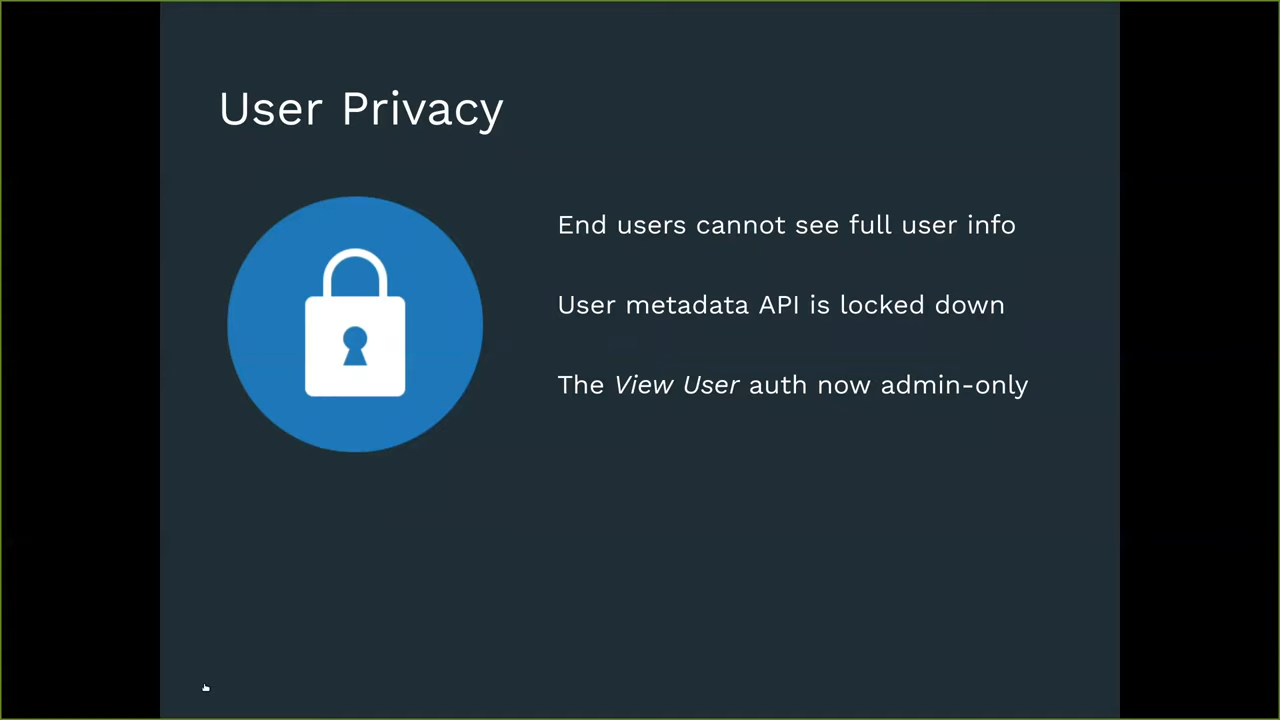 User Privacy
End users cannot see full user info
User metadata API is locked down
The View User auth now admin-only